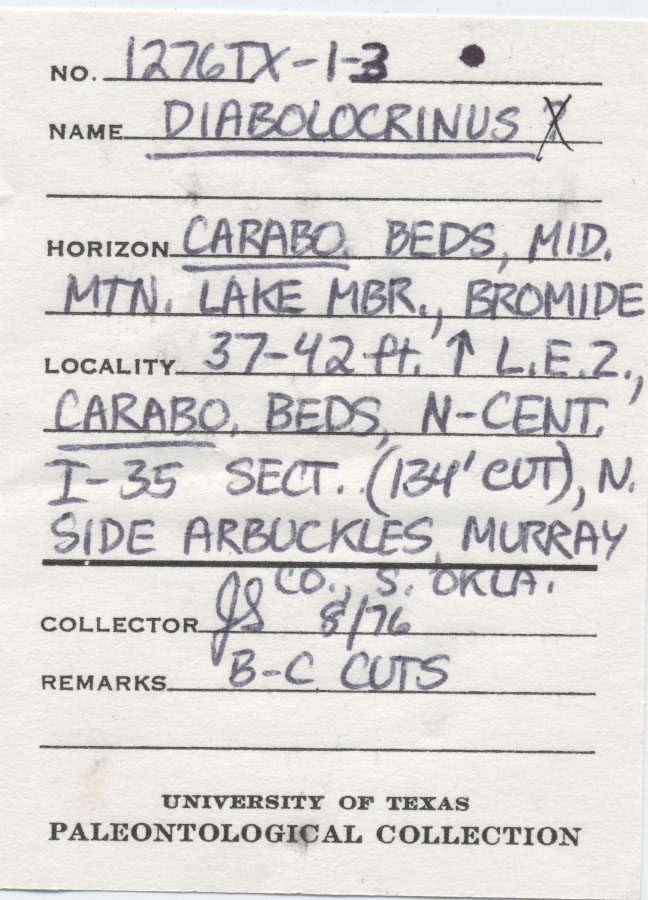 NO. 1276TX-1-3
NAME DIABOLOCRINUS
HORIZON CARABO. BEDS, MID.
MTN. LAKE MBR., BROMIDE
LOCALITY 37-42 ft. ↑ L.E.Z.,
CARABO. BEDS, N-CENT.
I-35 SECT. (134' CUT), N.
SIDE ARBUCKLES, MURRAY
CO., S. OKLA.
COLLECTOR JS 8/76
REMARKS B-C CUTS
UNIVERSITY OF TEXAS
PALEONTOLOGICAL COLLECTION